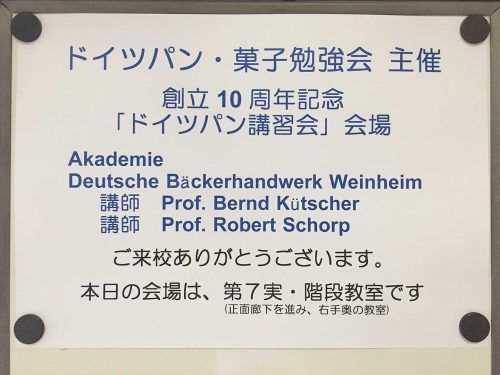 ドイツパン・菓子勉強会 主催
創立 10 周年記念
「ドイツパン講習会」会場
Akademie
Deutsche Bäckerhandwerk Weinheim
講師 Prof. Bernd Kütscher
講師 Prof. Robert Schorp
ご来校ありがとうございます。
本日の会場は、第7実・階段教室です
(正面廊下を進み、右手奥の教室)